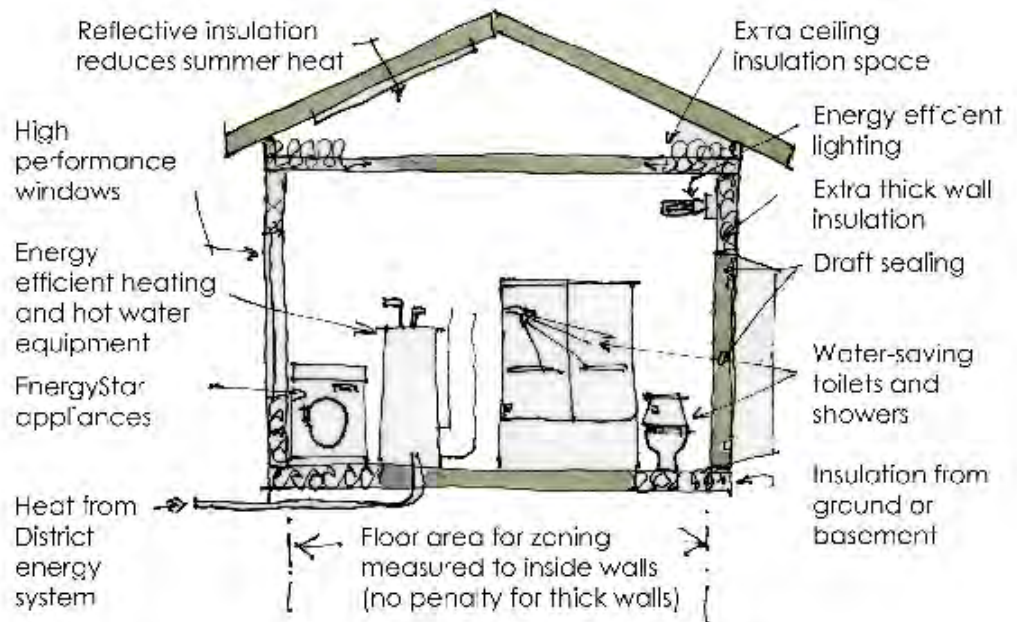 Reflective insulation
reduces summer heat
Extra ceiling
insulation space
High
performance
windows
Energy efficient
lighting
Extra thick wall
insulation
Energy
efficient heating
and hot water
equipment
Draft sealing
EnergyStar
appliances
Water-saving
toilets and
showers
Heat from
District
energy
system
Floor area for zoning
measured to inside walls
(no penalty for thick walls)
Insulation from
ground or
basement